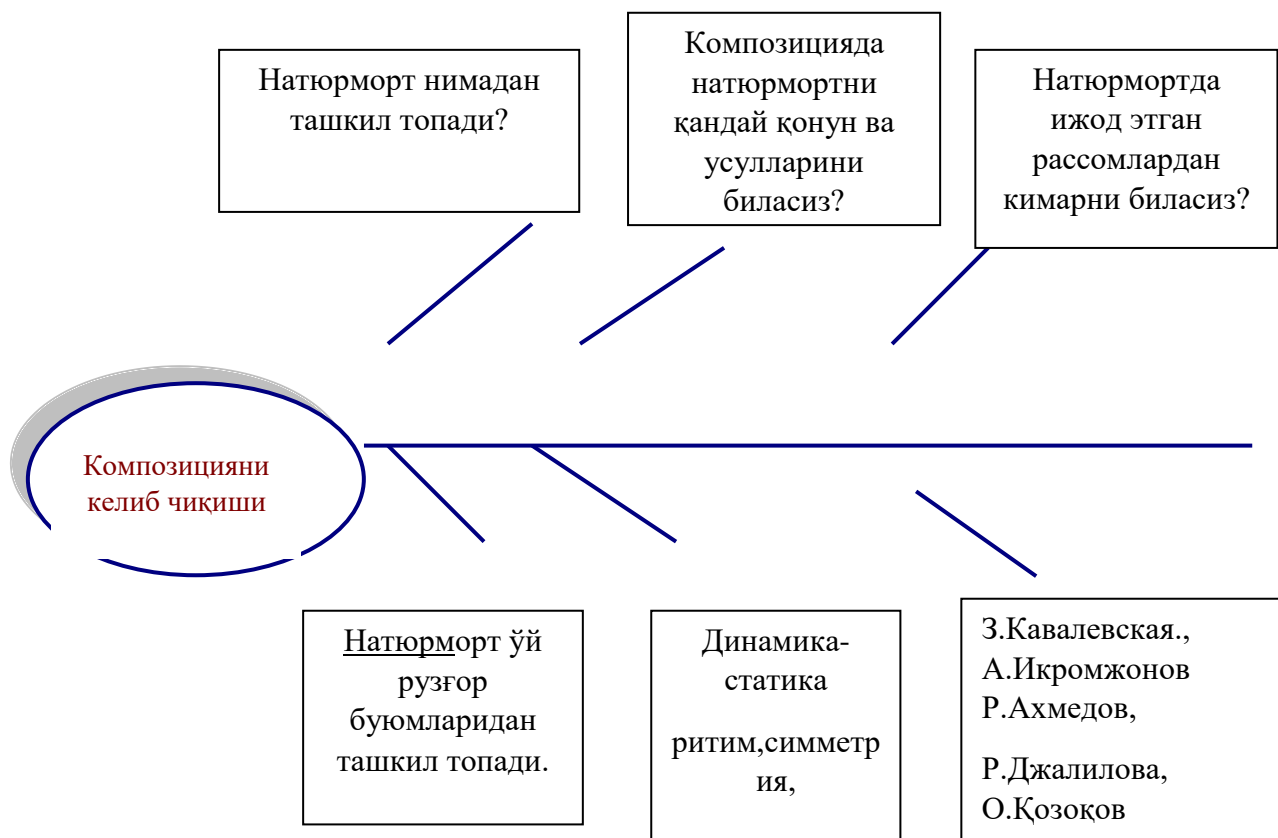 Натюрморт нимадан
ташкил топади?
Композицияда
натюрмортни
қандай қонун ва
усулларини
биласиз?
Натюрмортда
ижод этган
рассомлардан
кимарни биласиз?
Композицияни
келиб чиқиши
Натюрморт ўй
рузғор
буюмларидан
ташкил топади.
Динамика-
статика
ритим,симметр
ия,
З.Кавалевская.,
А.Икромжонов
Р.Ахмедов,
Р.Джалилова,
О.Қозоқов